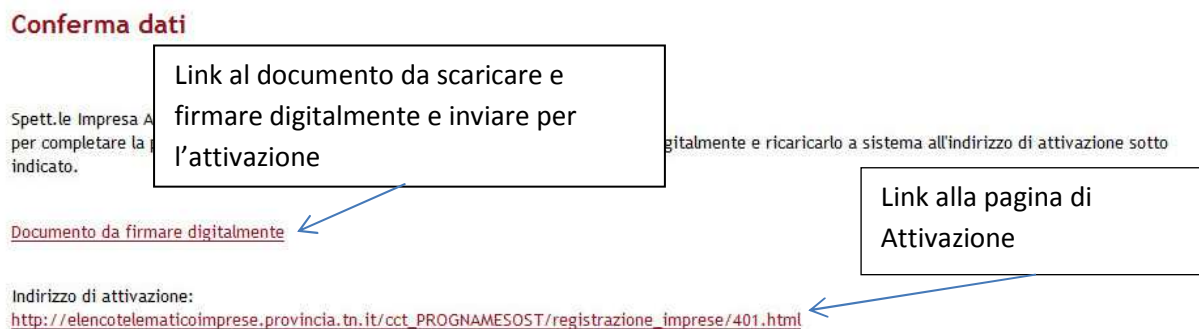 Conferma dati
Link al documento da scaricare e
firmare digitalmente e inviare per
l'attivazione
Spett.le Impresa A
per completare la gitalmente e ricaricarlo a sistema all'indirizzo di attivazione sotto
indicato.
Link alla pagina di
Attivazione
Documento da firmare digitalmente
Indirizzo di attivazione:
http://elencotelematicoimprese.provincia.tn.it/cct_PROGNAMESOST/registrazione_imprese/401.html